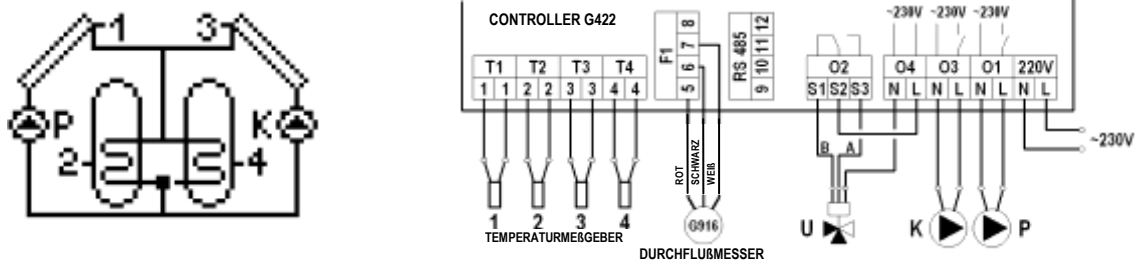 1 3
P K
2 4
CONTROLLER G422
~230V ~230V ~230V
T1 T2 T3 T4
1 1 2 2 3 3 4 4
F1
5 6 7 8
RS 485
9 10 11 12
O2 O4 O3 O1 220V
S1 S2 S3 N L N L N L N L
~230V
B A
ROT
SCHWARZ
WEIß
1 2 3 4
TEMPERATURMEßGEBER
G916
DURCHFLUßMESSER
U K P